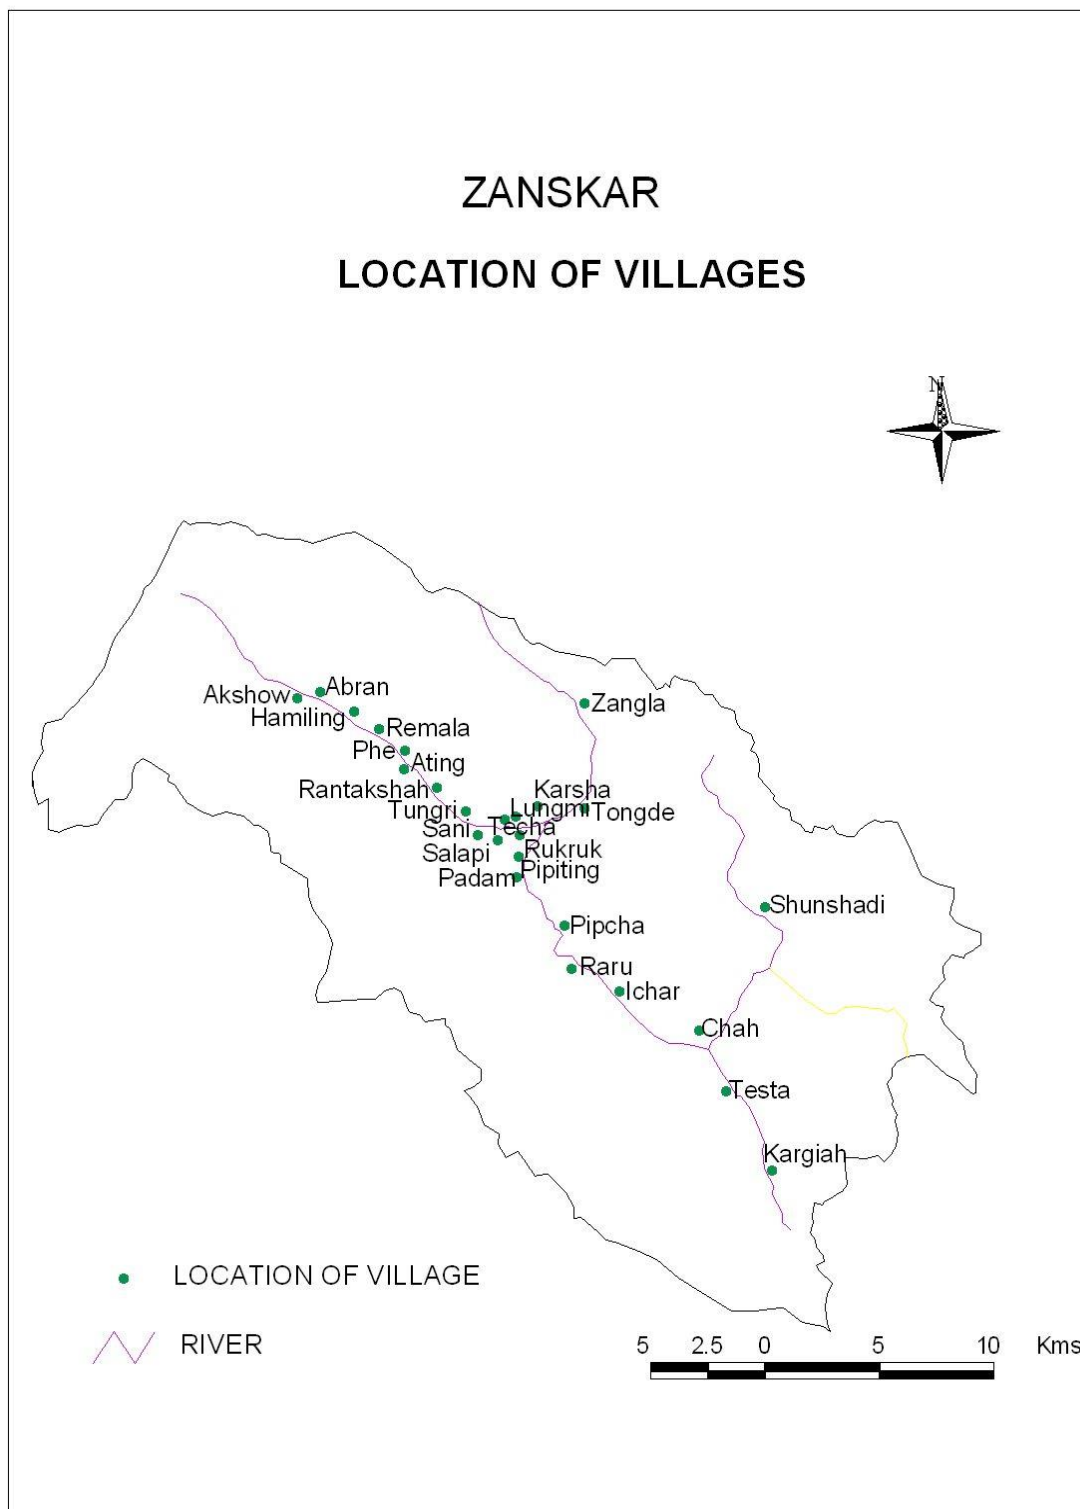 ZANSKAR
LOCATION OF VILLAGES
N
Zangla
Abran
Akshow
Hamiling
Remala
Phe
Ating
Rantakshah
Karsha
Tungri
Lungmi
Tongde
Sani
Techa
Salapi
Rukruk
Pipiting
Padam
Shunshadi
Pipcha
Raru
Ichar
Chah
Testa
Kargiah
LOCATION OF VILLAGE
RIVER
5 2.5 0 5 10 Kms